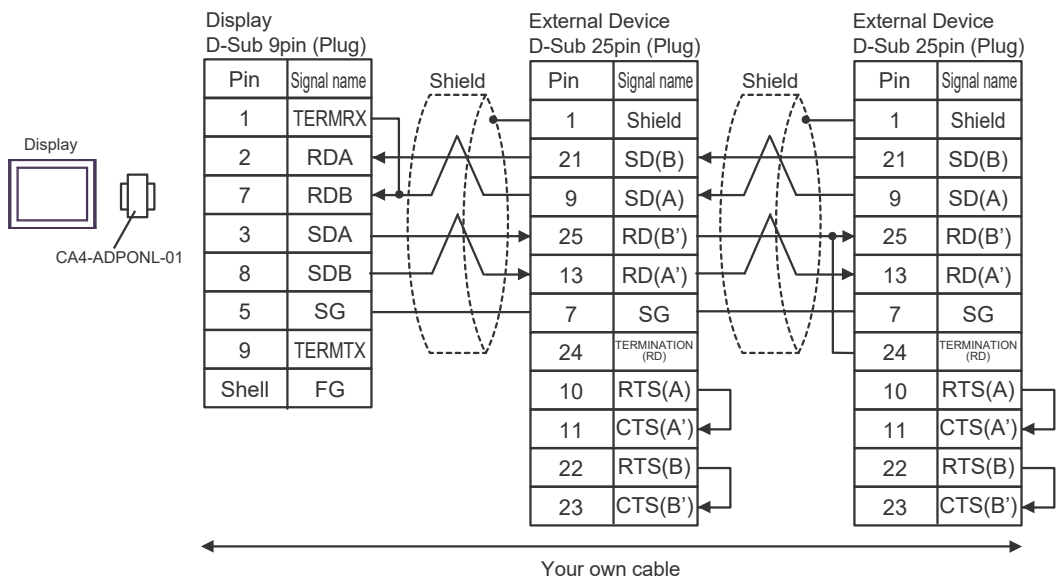 Display
D-Sub 9pin (Plug)
External Device
D-Sub 25pin (Plug)
External Device
D-Sub 25pin (Plug)
Pin Signal name
1 TERMRX
2 RDA
7 RDB
3 SDA
8 SDB
5 SG
9 TERMTX
Shell FG
Shield
Pin Signal name
1 Shield
21 SD(B)
9 SD(A)
25 RD(B')
13 RD(A')
7 SG
24 TERMINATION
(RD)
10 RTS(A)
11 CTS(A')
22 RTS(B)
23 CTS(B')
Shield
Pin Signal name
1 Shield
21 SD(B)
9 SD(A)
25 RD(B')
13 RD(A')
7 SG
24 TERMINATION
(RD)
10 RTS(A)
11 CTS(A')
22 RTS(B)
23 CTS(B')
Display
CA4-ADPONL-01
Your own cable